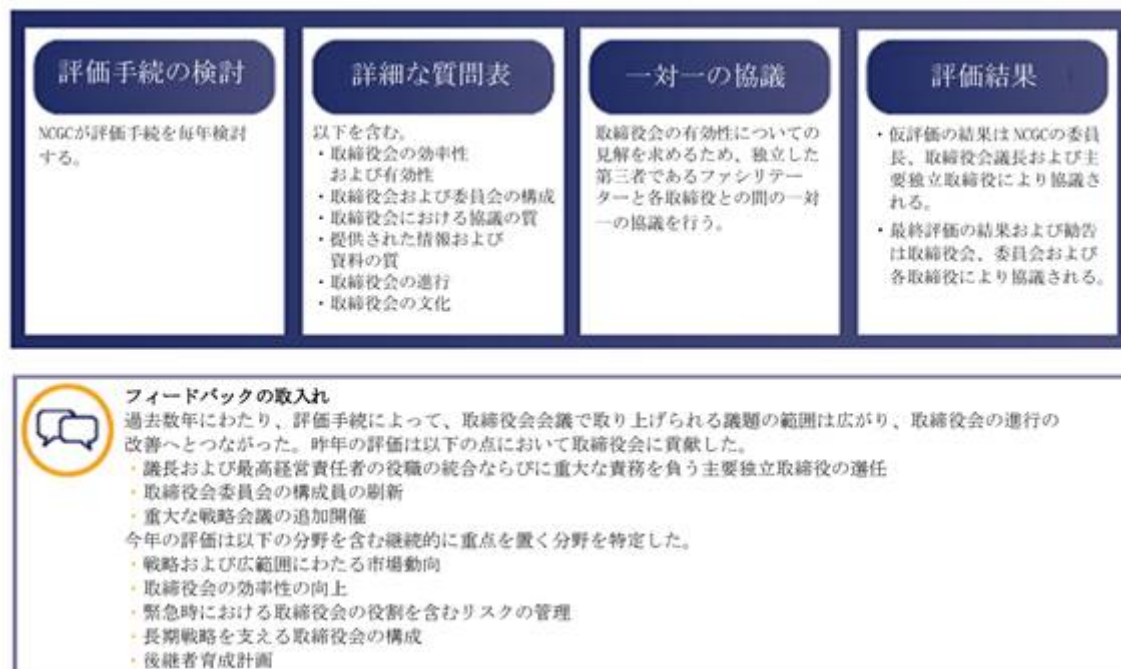 評価手続の検討
NCGCが評価手続を毎年検討
する。
詳細な質問表
以下を含む。
・取締役会の効率性
および有効性
・取締役会および委員会の構成
・取締役会における協議の質
・提供された情報および
資料の質
・取締役会の進行
・取締役会の文化
一対一の協議
取締役会の有効性についての
見解を求めるため、独立した
第三者であるファシリテー
ターと各取締役との間の一対
一の協議を行う。
評価結果
・仮評価の結果は NCGCの委員
長、取締役会議長および主
要独立取締役により協議さ
れる。
・最終評価の結果および勧告
は取締役会、委員会および
各取締役により協議される。
フィードバックの取入れ
過去数年にわたり、評価手続によって、取締役会会議で取り上げられる議題の範囲は広がり、取締役会の進行の
改善へとつながった。昨年の評価は以下の点において取締役会に貢献した。
・議長および最高経営責任者の役職の統合ならびに重大な責務を負う主要独立取締役の選任
・取締役会委員会の構成員の刷新
・重大な戦略会議の追加開催
今年の評価は以下の分野を含む継続的に重点を置く分野を特定した。
・戦略および広範囲にわたる市場動向
・取締役会の効率性の向上
・緊急時における取締役会の役割を含むリスクの管理
・長期戦略を支える取締役会の構成
・後継者育成計画